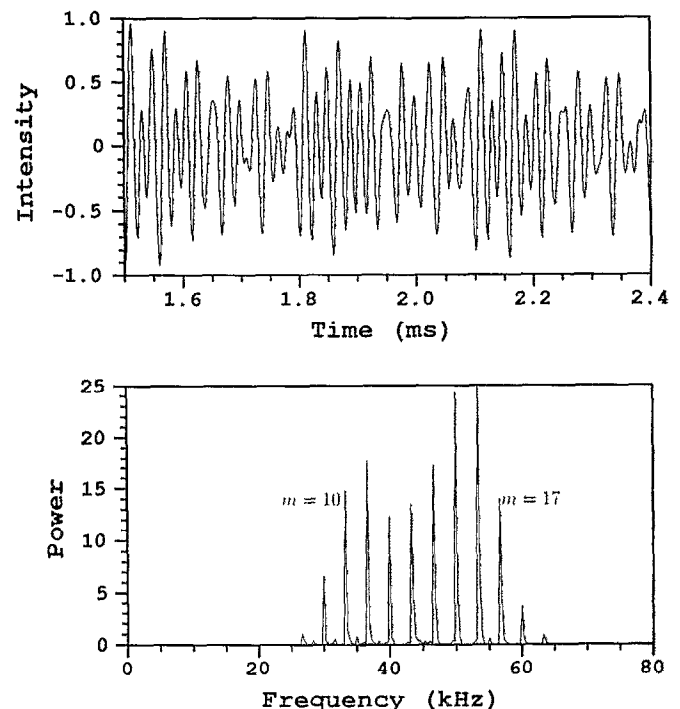 1.0
0.5
0
-0.5
-1.0
Intensity
1.6 1.8 2.0 2.2 2.4
Time (ms)
25
20
15
10
5
0
Power
m = 10
m = 17
0 20 40 60 80
Frequency (kHz)